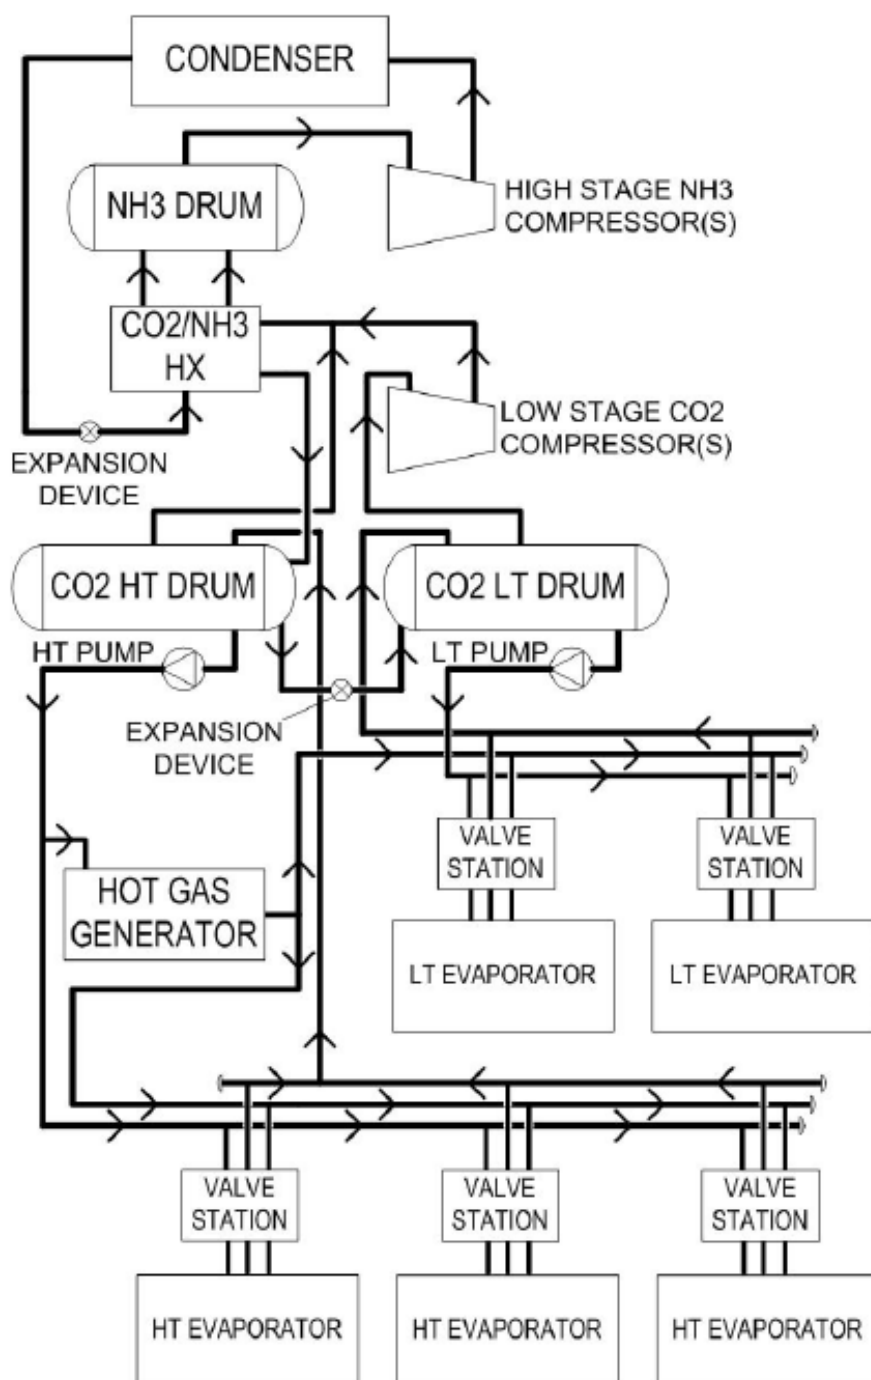 CONDENSER
NH3 DRUM
HIGH STAGE NH3
COMPRESSOR(S)
CO2/NH3
HX
LOW STAGE CO2
COMPRESSOR(S)
EXPANSION
DEVICE
CO2 HT DRUM
CO2 LT DRUM
HT PUMP
LT PUMP
EXPANSION
DEVICE
VALVE
STATION
VALVE
STATION
HOT GAS
GENERATOR
LT EVAPORATOR
LT EVAPORATOR
VALVE
STATION
VALVE
STATION
VALVE
STATION
HT EVAPORATOR
HT EVAPORATOR
HT EVAPORATOR